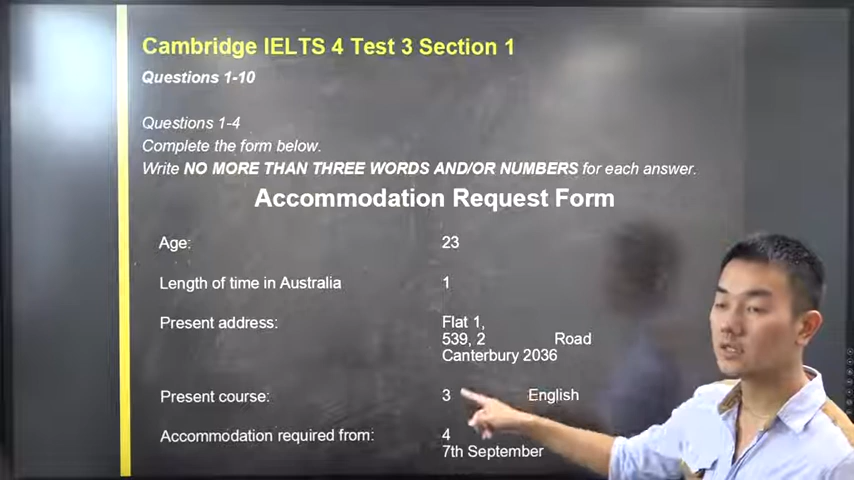 Cambridge IELTS 4 Test 3 Section 1
Questions 1-10
Questions 1-4
Complete the form below.
Write NO MORE THAN THREE WORDS AND/OR NUMBERS for each answer.
Accommodation Request Form
Age: 23
Length of time in Australia 1
Present address: Flat 1,
539, 2 Road
Canterbury 2036
Present course: 3 English
Accommodation required from: 4
7th September